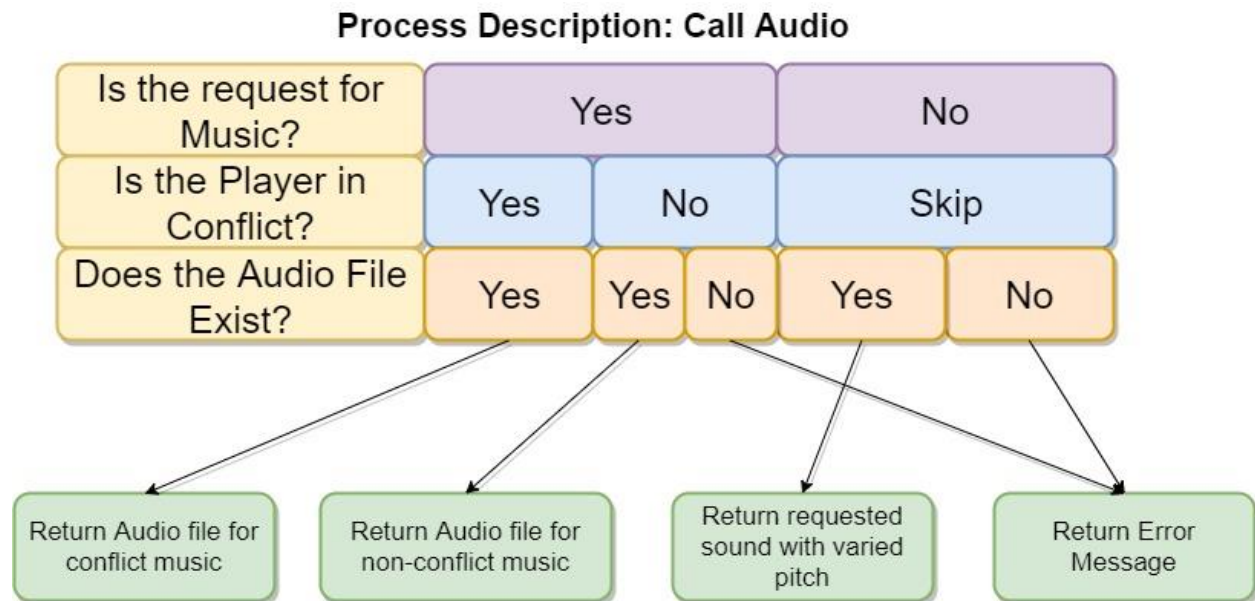 Process Description: Call Audio
Is the request for
Music?
Yes
No
Is the Player in
Conflict?
Yes
No
Skip
Does the Audio File
Exist?
Yes
Yes
No
Yes
No
Return Audio file for
conflict music
Return Audio file for
non-conflict music
Return requested
sound with varied
pitch
Return Error
Message